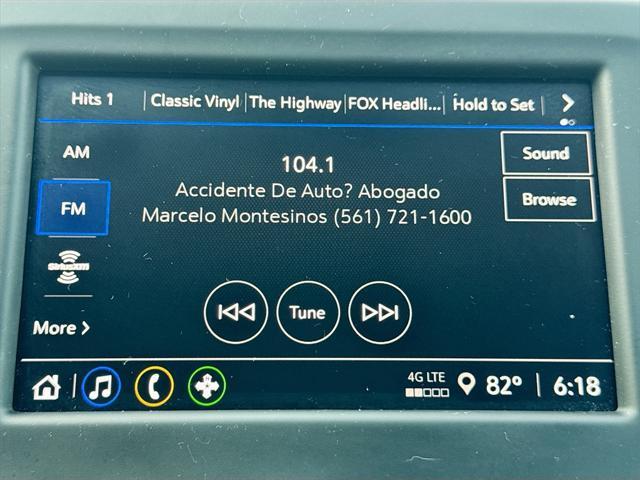 Hits 1 Classic Vinyl The Highway FOX Headli... Hold to Set
AM
Sound
104.1
Accidente De Auto? Abogado
Browse
FM
Marcelo Montesinos (561) 721-1600
SiriusXM
Tune
More >
4G LTE
82° 6:18